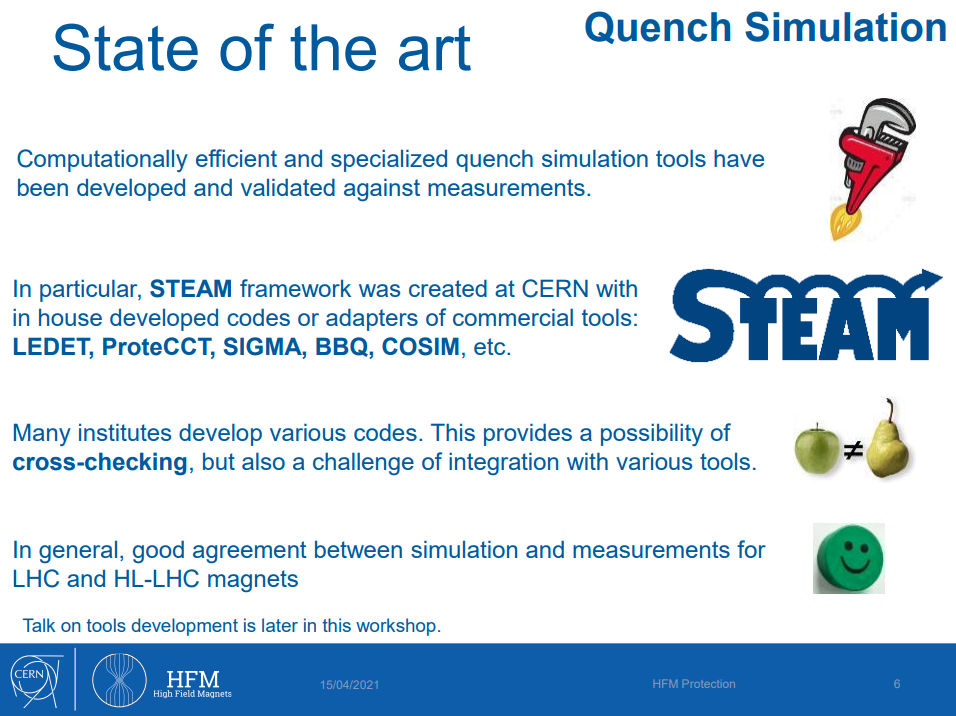 State of the art
Quench Simulation
Computationally efficient and specialized quench simulation tools have
been developed and validated against measurements.
In particular, STEAM framework was created at CERN with
in house developed codes or adapters of commercial tools:
LEDET, ProteCCT, SIGMA, BBQ, COSIM, etc.
STEAM
Many institutes develop various codes. This provides a possibility of
cross-checking, but also a challenge of integration with various tools.
≠
In general, good agreement between simulation and measurements for
LHC and HL-LHC magnets
Talk on tools development is later in this workshop.
CERN
HFM
High Field Magnets
15/04/2021
HFM Protection
6